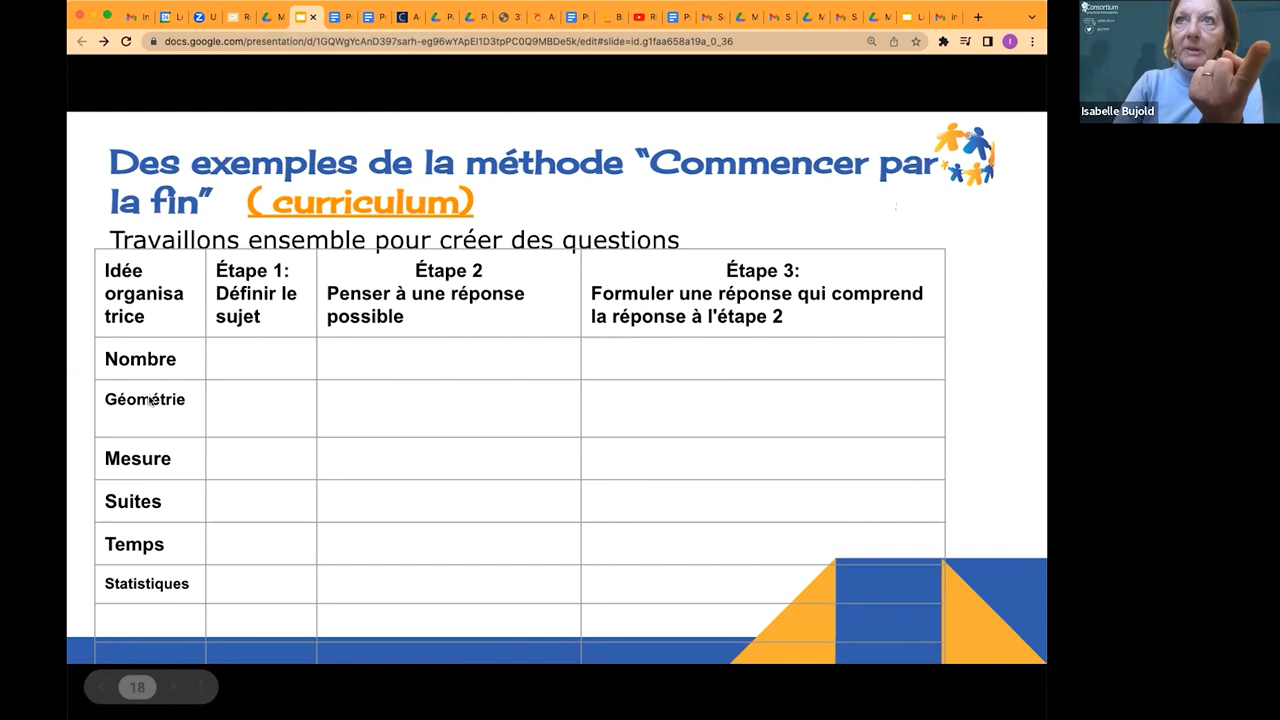 docs.google.com/presentation/d/1GQWgYcAnD397sarh-eg96wYApEl1D3tpPC0Q9MBDe5k/edit#slide=id.g1faa658a19a_0_36
Consortium
Isabelle Bujold
Des exemples de la méthode “Commencer par
la fin” ( curriculum)
Travaillons ensemble pour créer des questions
Idée
organisa
trice
Étape 1:
Définir le
sujet
Étape 2
Penser à une réponse
possible
Étape 3:
Formuler une réponse qui comprend
la réponse à l'étape 2
Nombre
Géométrie
Mesure
Suites
Temps
Statistiques
18